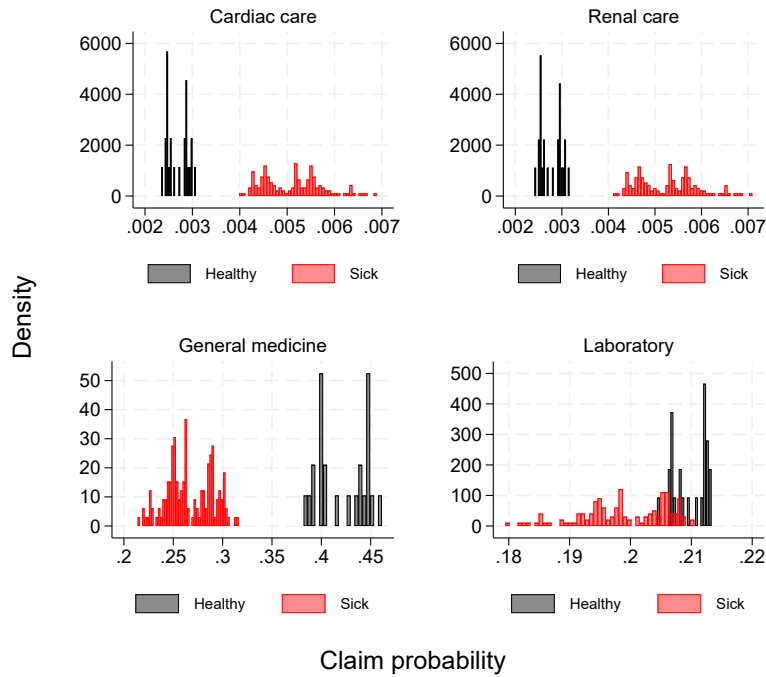 Cardiac care
6000
4000
2000
0
.002 .003 .004 .005 .006 .007
Healthy Sick
Renal care
6000
4000
2000
0
.002 .003 .004 .005 .006 .007
Healthy Sick
Density
General medicine
50
40
30
20
10
0
.2 .25 .3 .35 .4 .45
Healthy Sick
Laboratory
500
400
300
200
100
0
.18 .19 .2 .21 .22
Healthy Sick
Claim probability